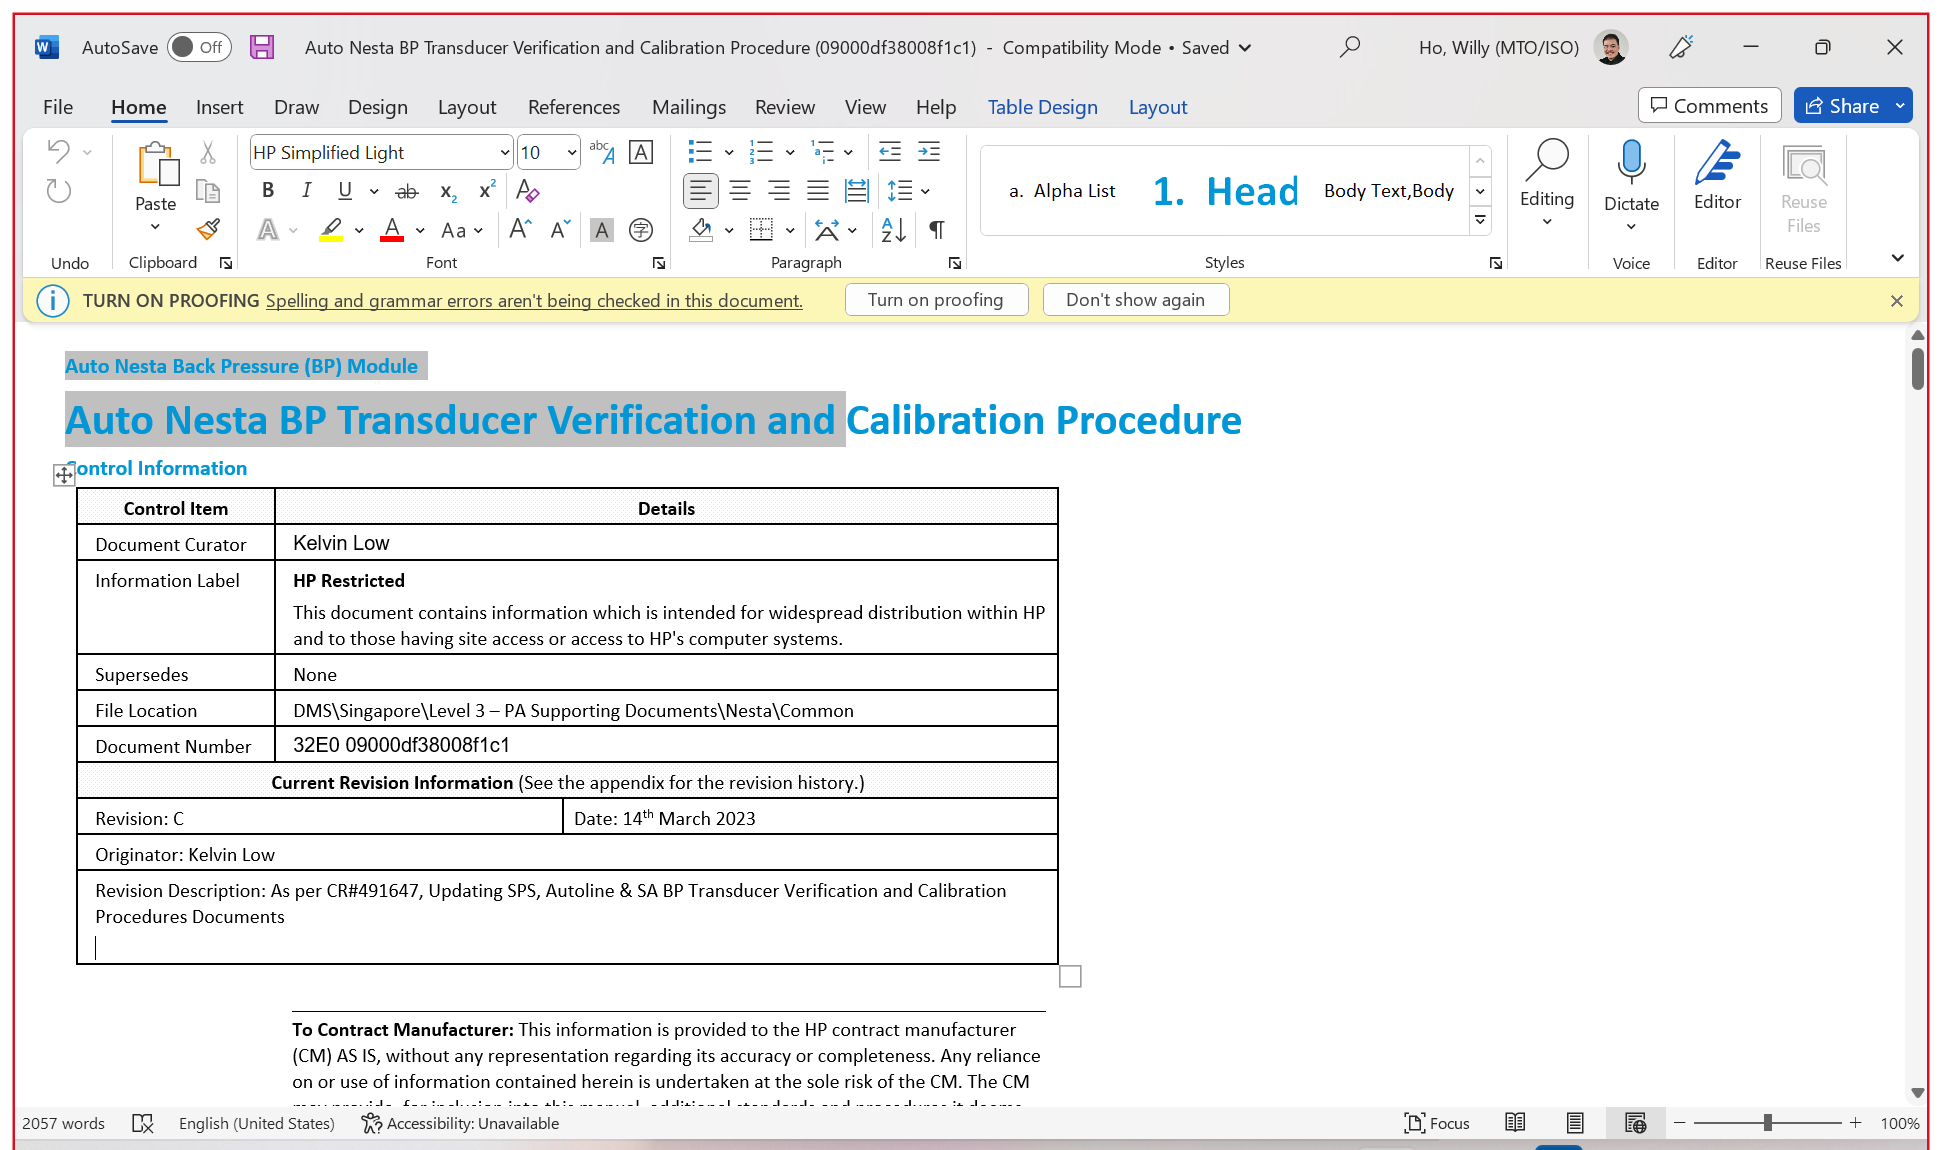 AutoSave Off Auto Nesta BP Transducer Verification and Calibration Procedure (09000df38008f1c1) - Compatibility Mode • Saved Ho, Willy (MTO/ISO)
File Home Insert Draw Design Layout References Mailings Review View Help Table Design Layout Comments Share
HP Simplified Light 10
Paste
a. Alpha List 1. Head Body Text,Body
Editing Dictate Editor Reuse Files
Undo Clipboard Font Paragraph Styles Voice Editor Reuse Files
TURN ON PROOFING Spelling and grammar errors aren't being checked in this document. Turn on proofing Don't show again
Auto Nesta Back Pressure (BP) Module
Auto Nesta BP Transducer Verification and Calibration Procedure
Control Information
Control Item Details
Document Curator Kelvin Low
Information Label HP Restricted
This document contains information which is intended for widespread distribution within HP
and to those having site access or access to HP's computer systems.
Supersedes None
File Location DMS\Singapore\Level 3 – PA Supporting Documents\Nesta\Common
Document Number 32E0 09000df38008f1c1
Current Revision Information (See the appendix for the revision history.)
Revision: C Date: 14th March 2023
Originator: Kelvin Low
Revision Description: As per CR#491647, Updating SPS, Autoline & SA BP Transducer Verification and Calibration
Procedures Documents
To Contract Manufacturer: This information is provided to the HP contract manufacturer
(CM) AS IS, without any representation regarding its accuracy or completeness. Any reliance
on or use of information contained herein is undertaken at the sole risk of the CM. The CM
2057 words English (United States) Accessibility: Unavailable Focus 100%